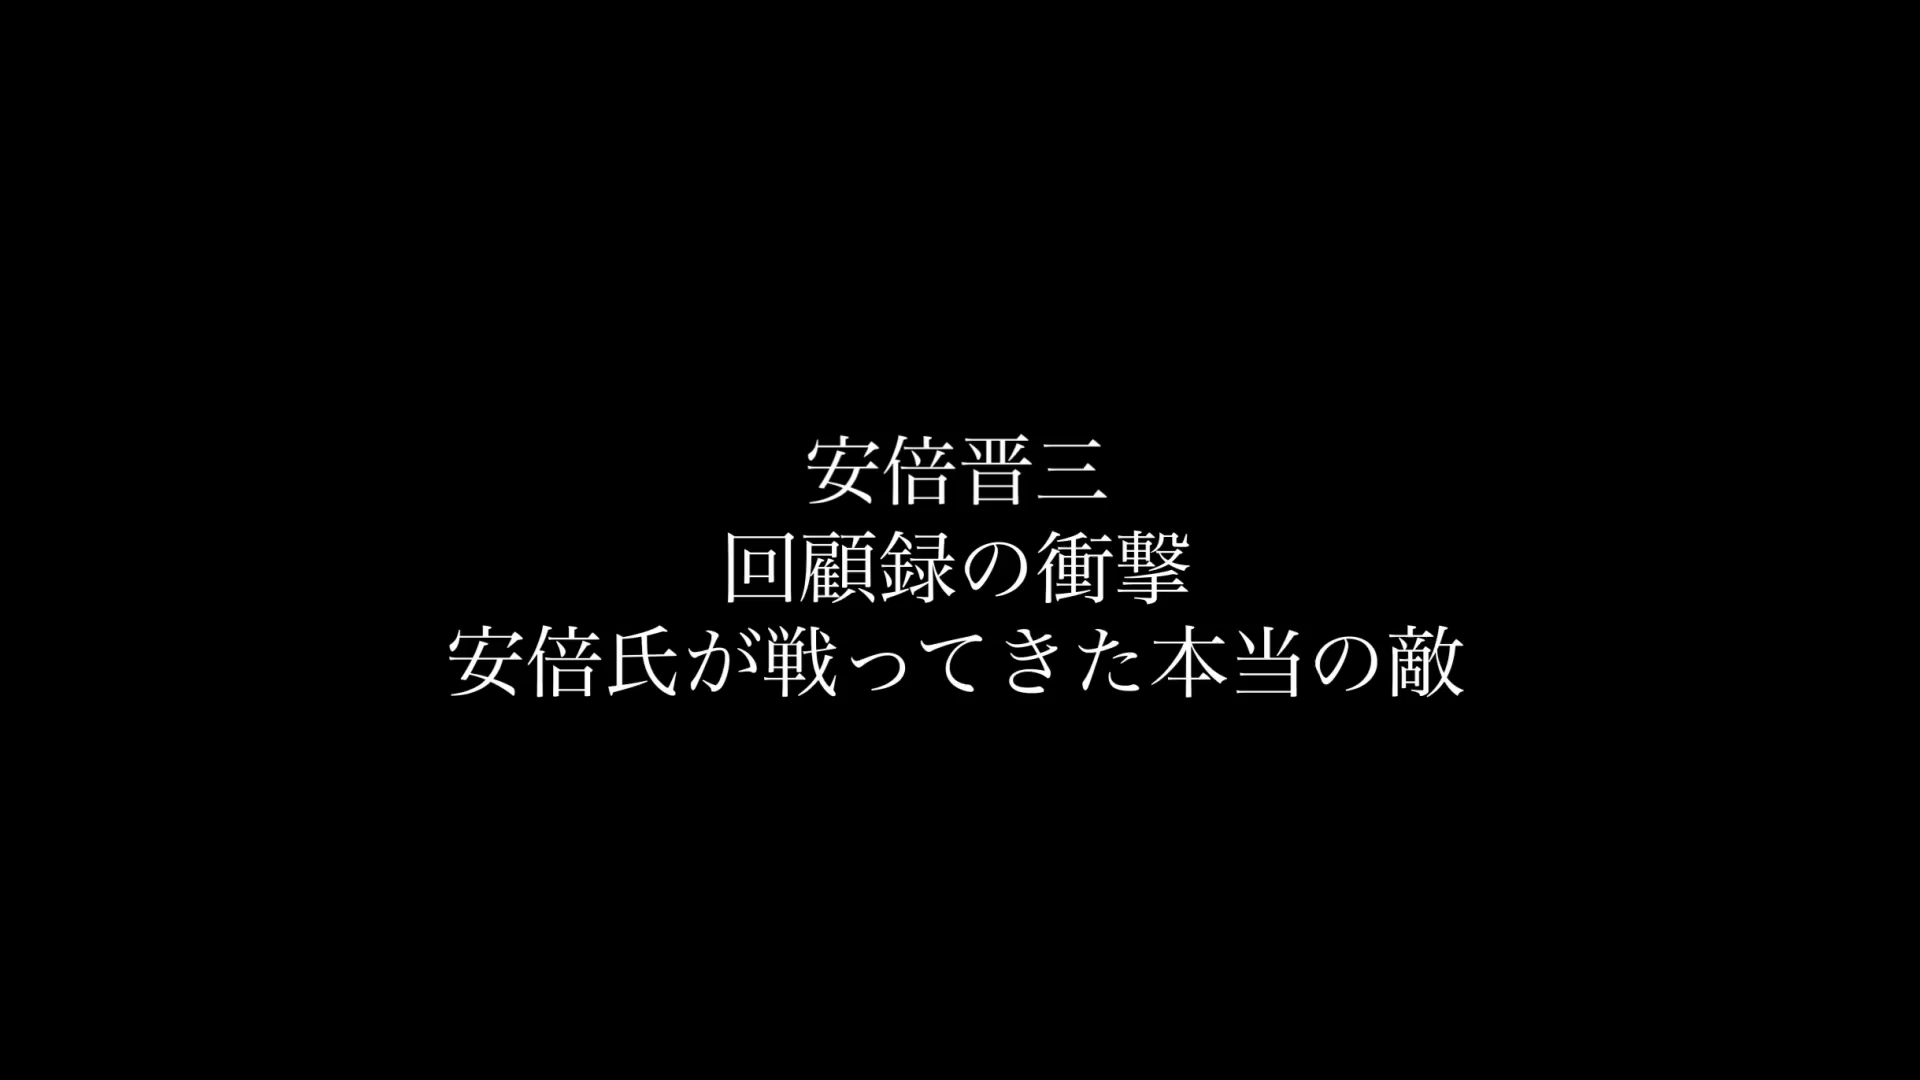 安倍晋三
回顧録の衝撃
安倍氏が戦ってきた本当の敵